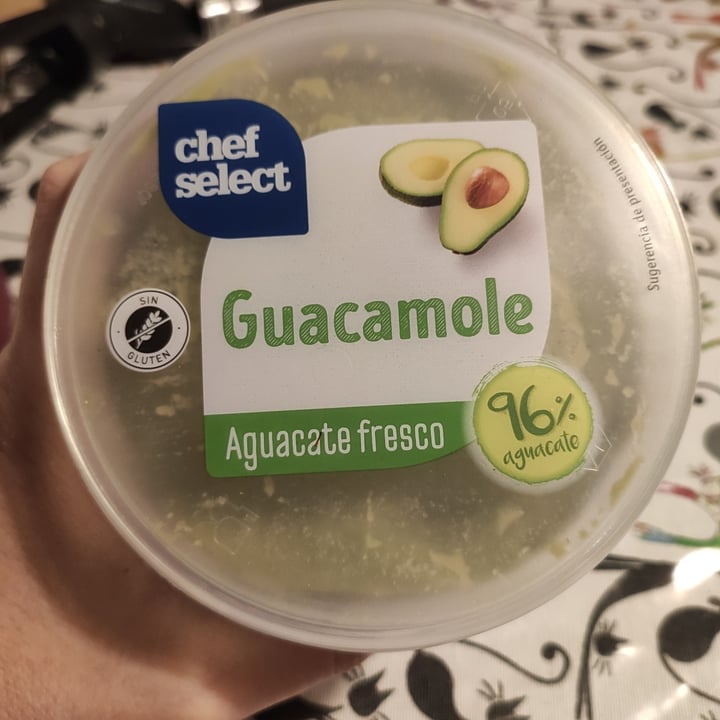 chef
select
Guacamole
Aguacate fresco
96%
aguacate
SIN
GLUTEN
Sugerencia de presentación